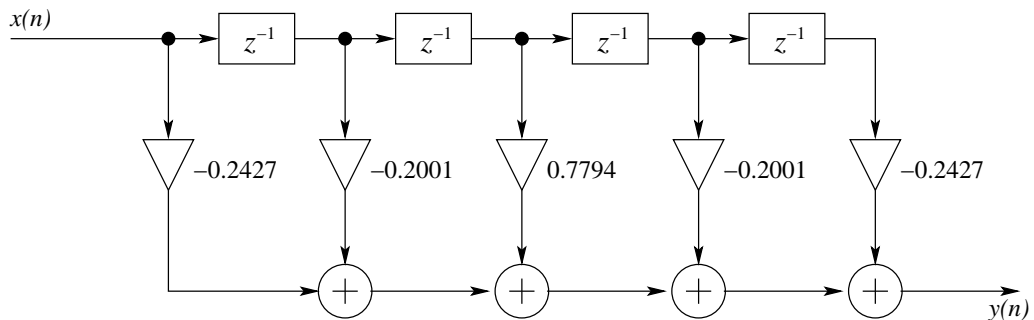 x(n)
z⁻¹ z⁻¹ z⁻¹ z⁻¹
−0.2427 −0.2001 0.7794 −0.2001 −0.2427
+ + + +
y(n)